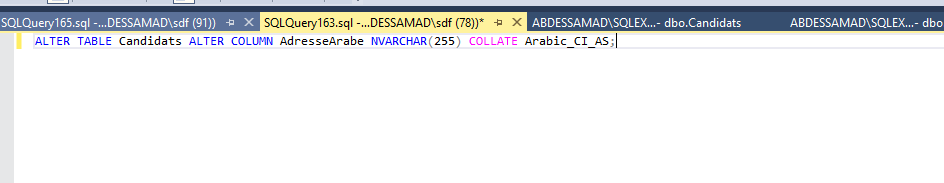 SQLQuery165.sql -...DESSAMAD\sdf (91))
SQLQuery163.sql -...DESSAMAD\sdf (78))*
ABDESSAMAD\SQLEX...- dbo.Candidats
ABDESSAMAD\SQLEX...- dbo
ALTER TABLE Candidats ALTER COLUMN AdresseArabe NVARCHAR(255) COLLATE Arabic_CI_AS;